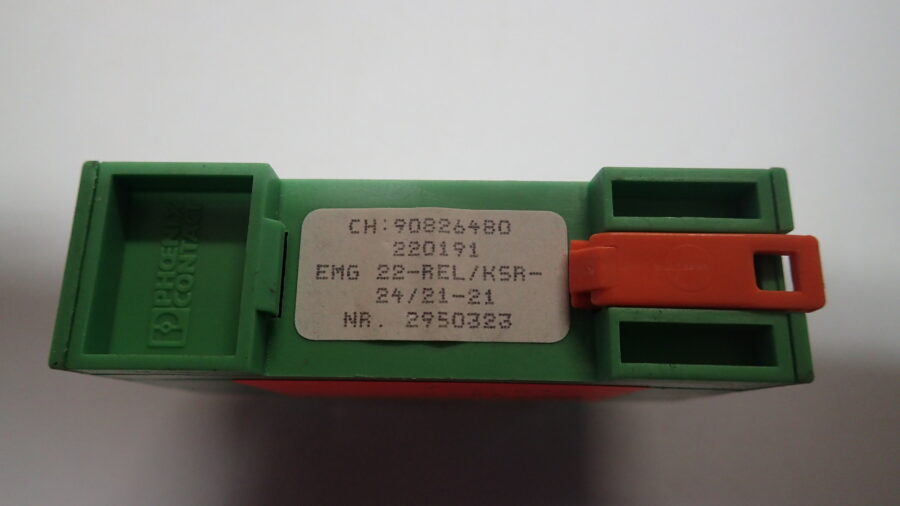 PHOENIX
CONTACT
CH:90826480
220191
EMG 22-REL/KSR-
24/21-21
NR. 2950323